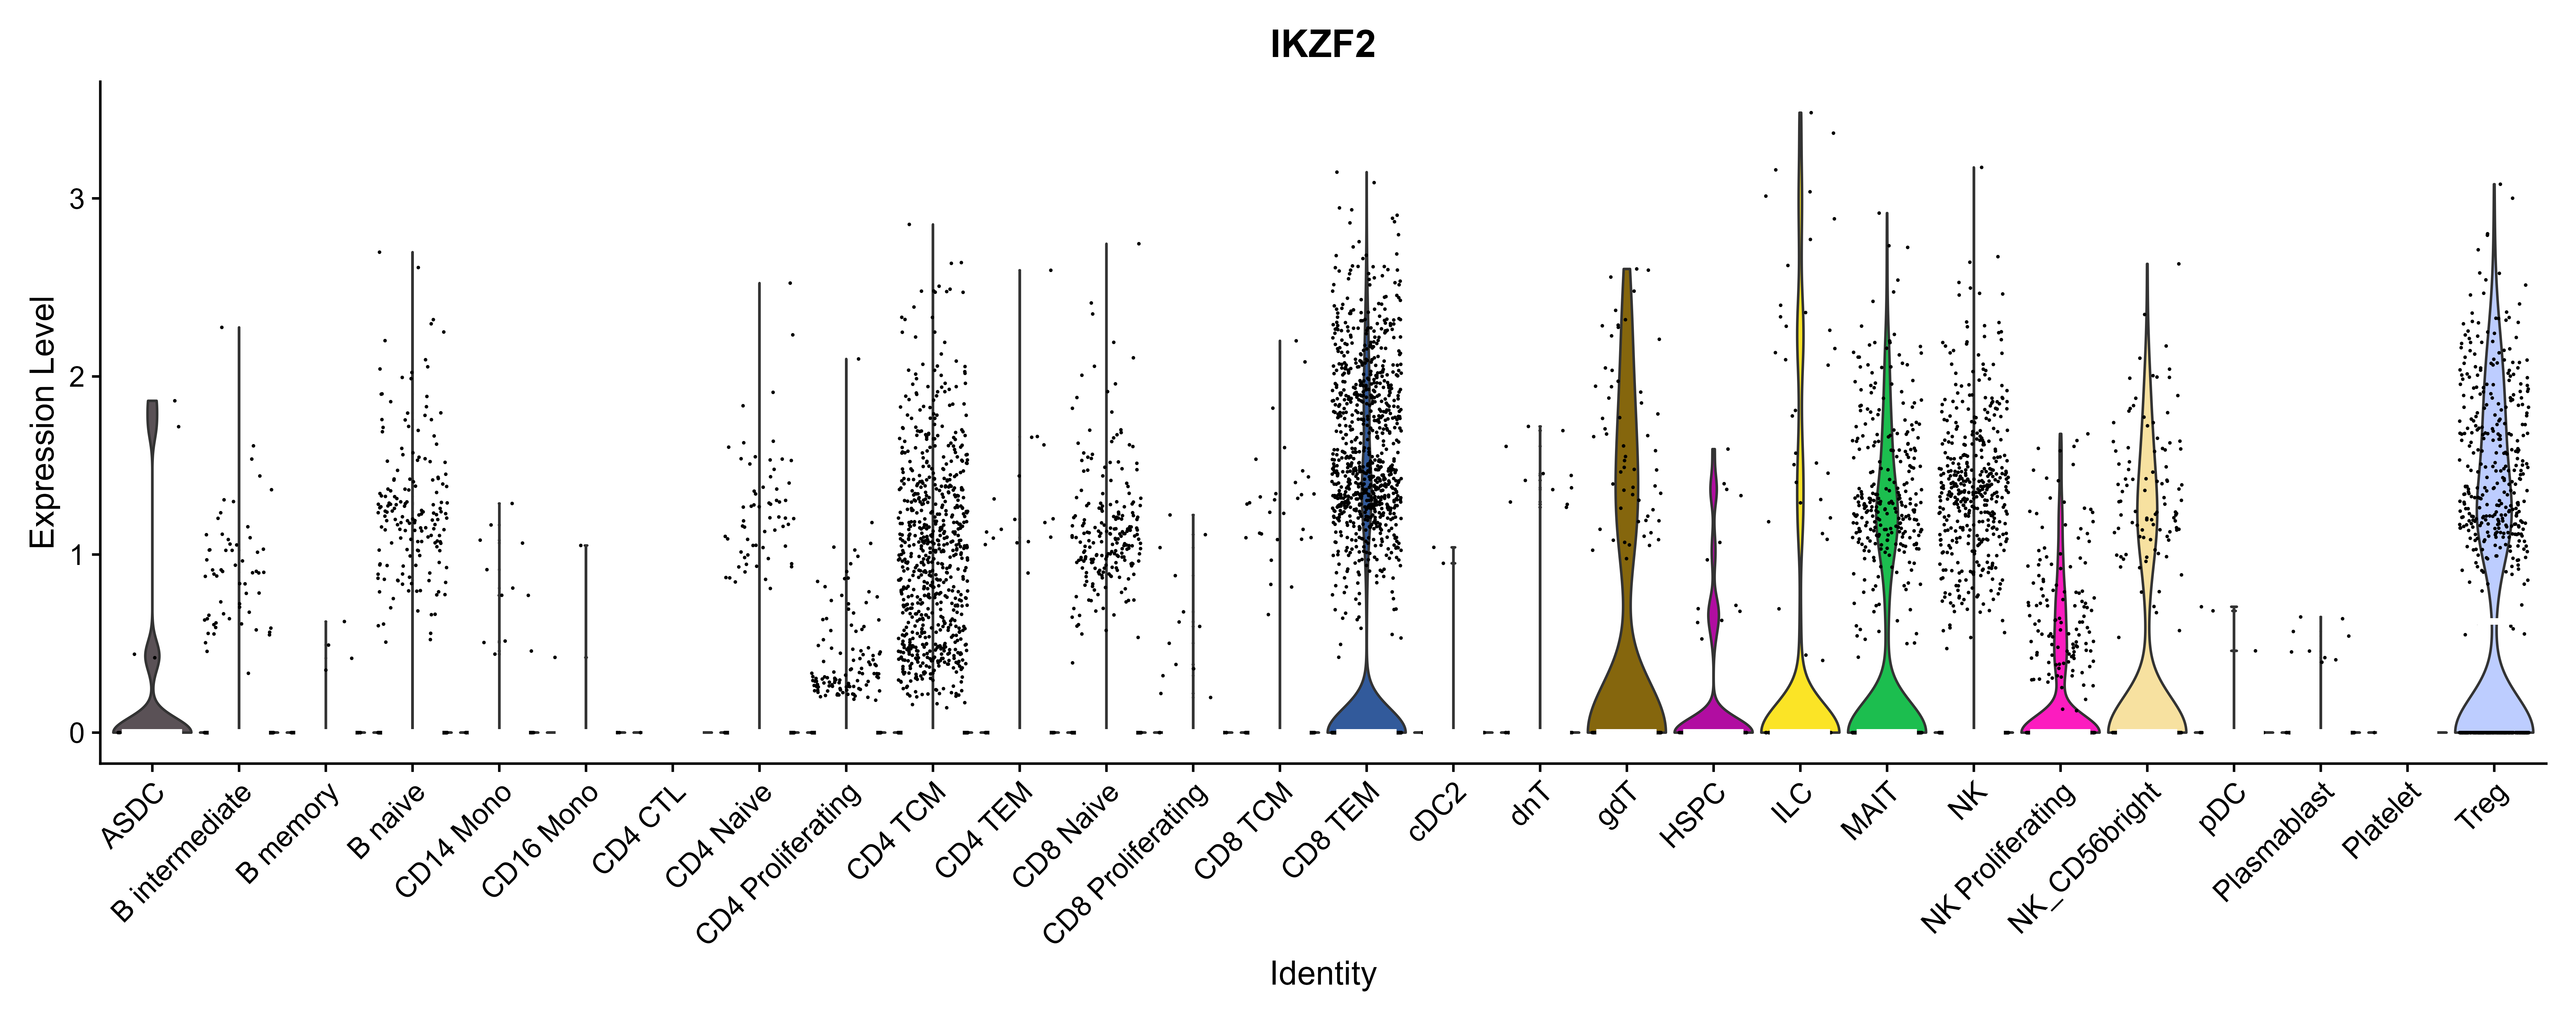 IKZF2
Expression Level
3
2
1
0
ASDC
B intermediate
B memory
B naive
CD14 Mono
CD16 Mono
CD4 CTL
CD4 Naive
CD4 Proliferating
CD4 TCM
CD4 TEM
CD8 Naive
CD8 Proliferating
CD8 TCM
CD8 TEM
cDC2
dnT
gdT
HSPC
ILC
MAIT
NK
NK Proliferating
NK_CD56bright
pDC
Plasmablast
Platelet
Treg
Identity